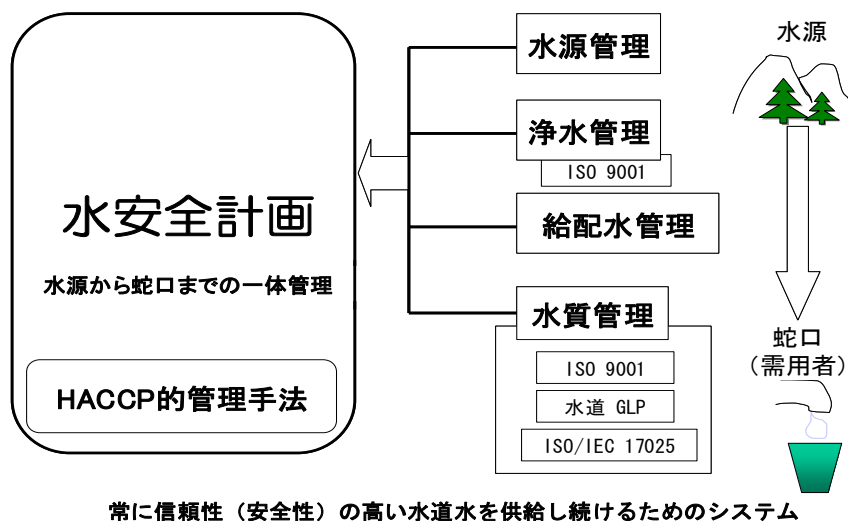 水安全計画
水源から蛇口までの一体管理
HACCP的管理手法
水源管理
浄水管理
ISO 9001
給配水管理
水質管理
ISO 9001
水道 GLP
ISO/IEC 17025
水源
蛇口
（需用者）
常に信頼性（安全性）の高い水道水を供給し続けるためのシステム